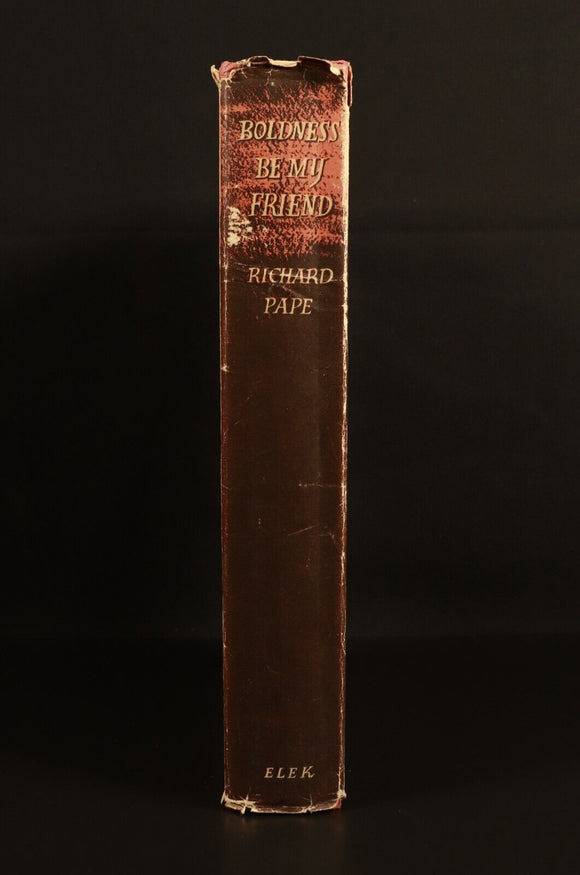 BOLDNESS
BE MY
FRIEND
RICHARD
PAPE
ELEK